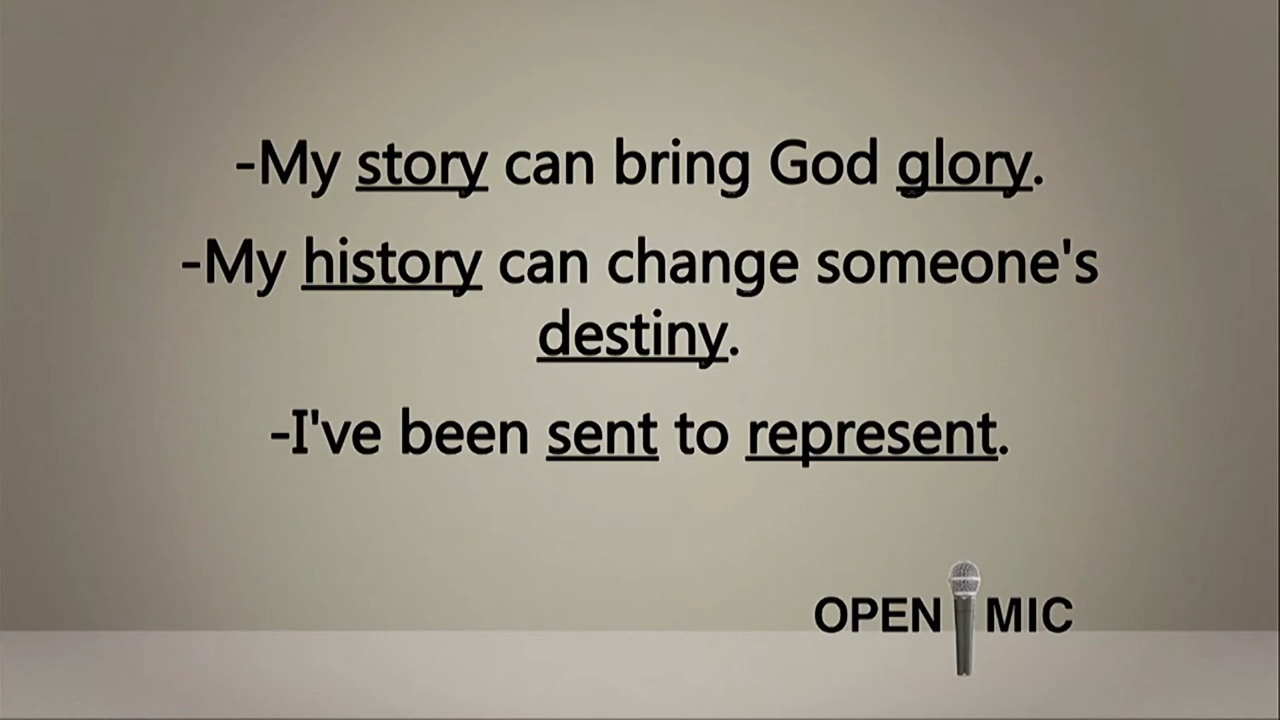 -My story can bring God glory.
-My history can change someone's
destiny.
-I've been sent to represent.
OPEN MIC